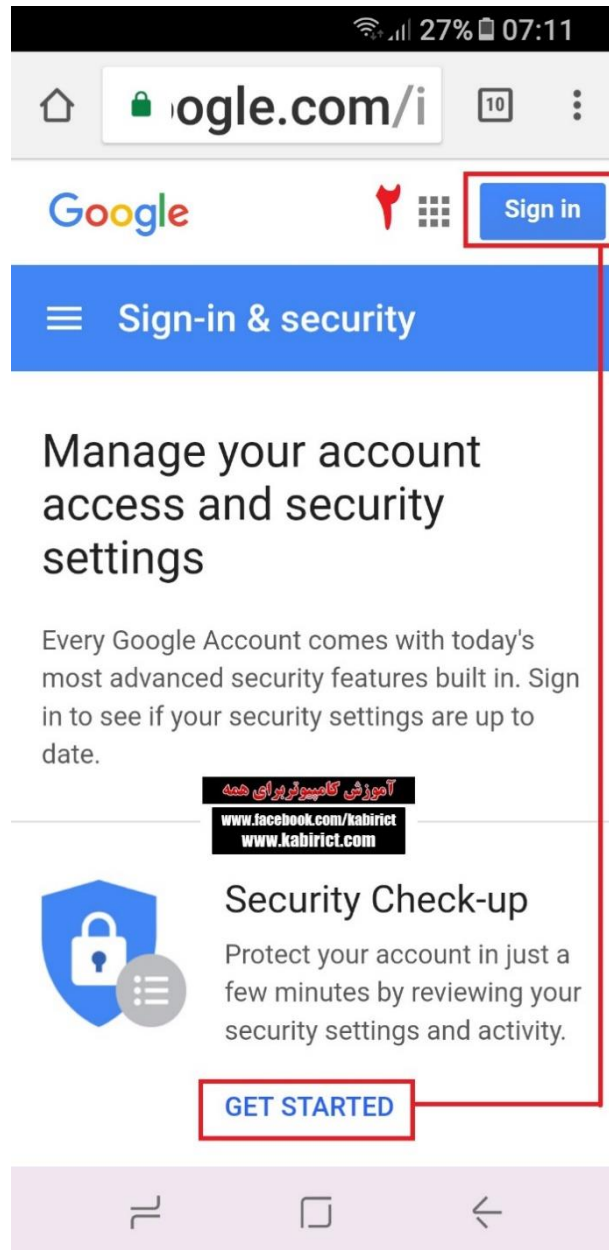 27% 07:11
ogle.com/i 10
Google ۲ Sign in
Sign-in & security
Manage your account
access and security
settings
Every Google Account comes with today's
most advanced security features built in. Sign
in to see if your security settings are up to
date.
آموزش کامپیوتر برای همه
www.facebook.com/kabirict
www.kabirict.com
Security Check-up
Protect your account in just a
few minutes by reviewing your
security settings and activity.
GET STARTED